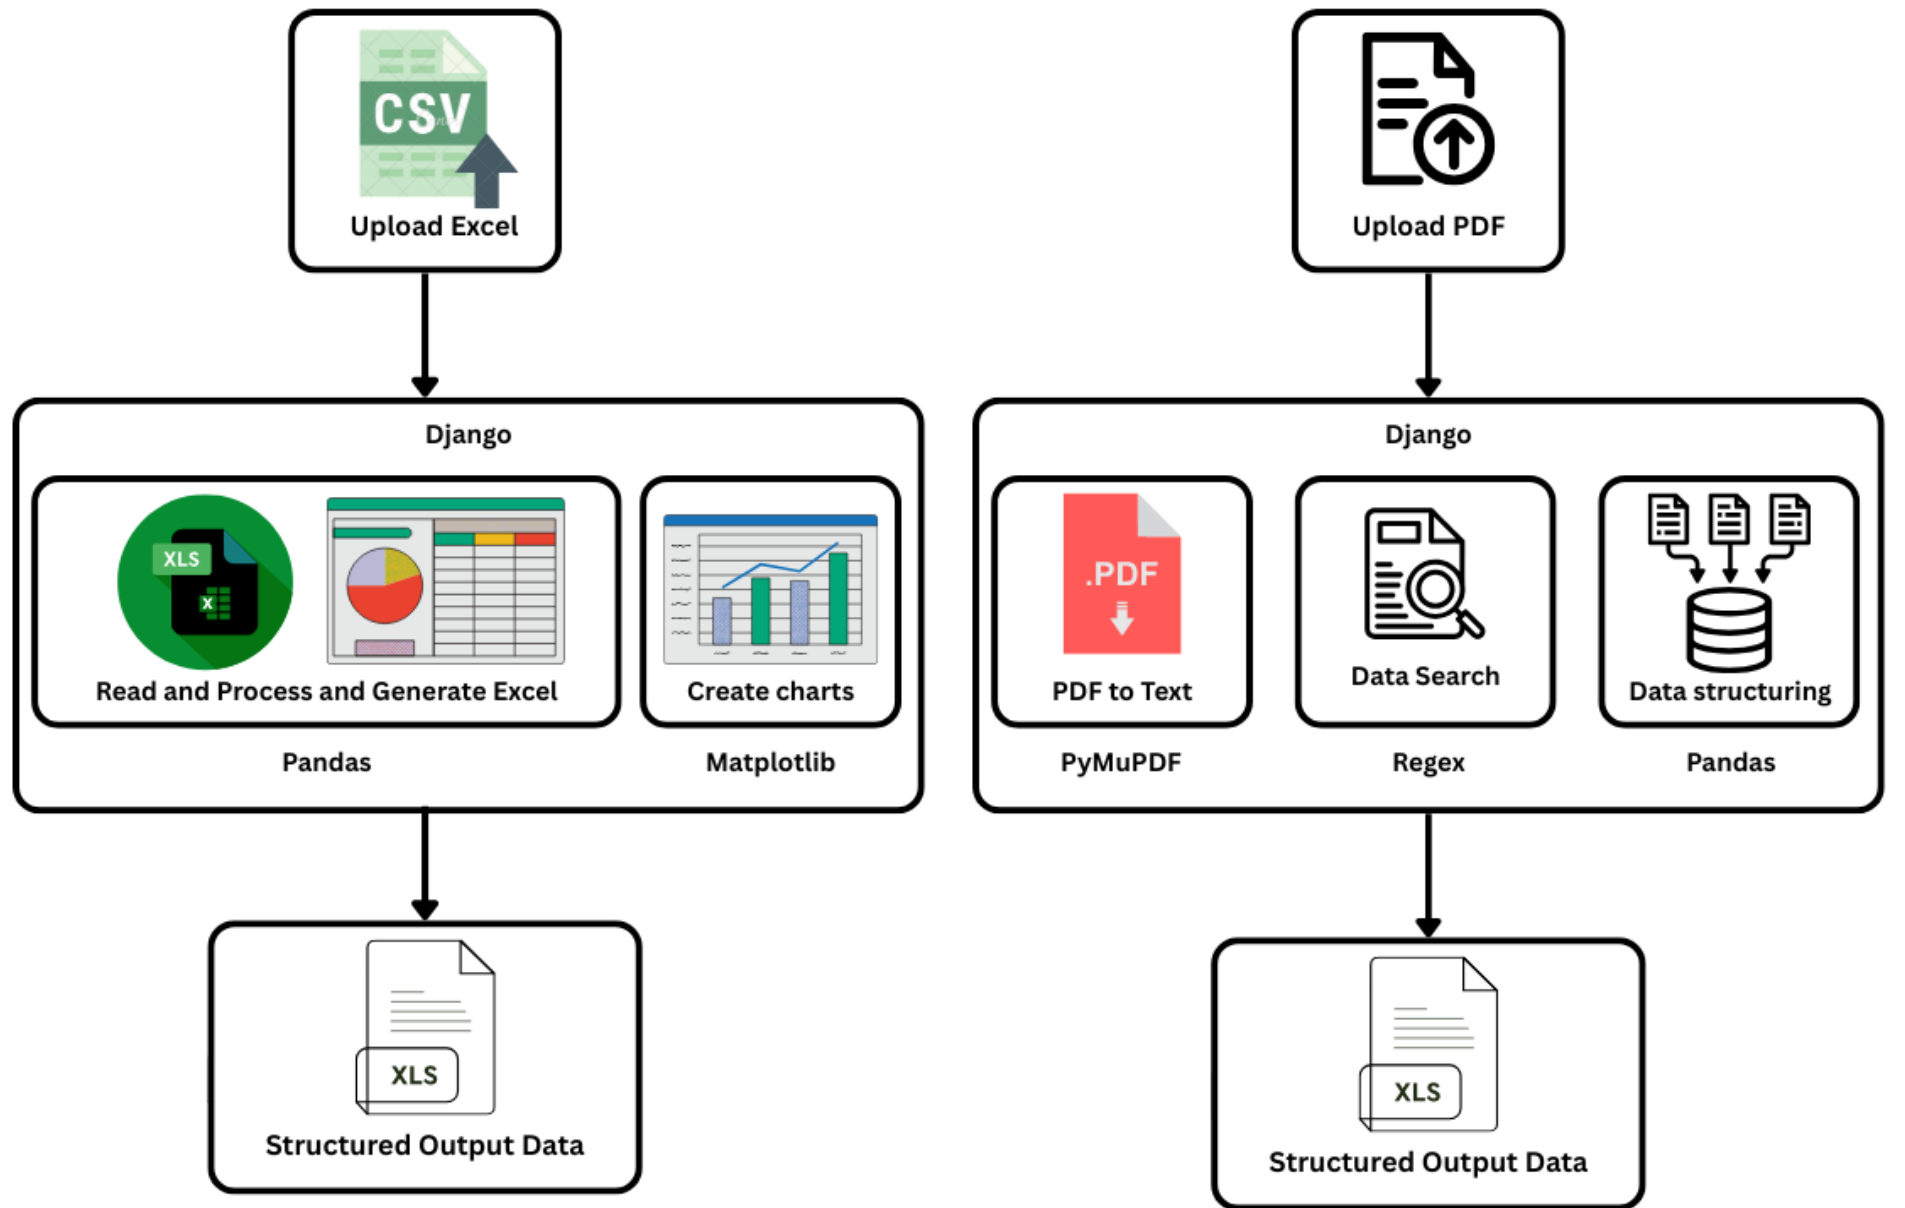 CSV
Upload Excel
Django
XLS
X
Read and Process and Generate Excel
Create charts
Pandas
Matplotlib
XLS
Structured Output Data
Upload PDF
Django
.PDF
PDF to Text
Data Search
Data structuring
PyMuPDF
Regex
Pandas
XLS
Structured Output Data